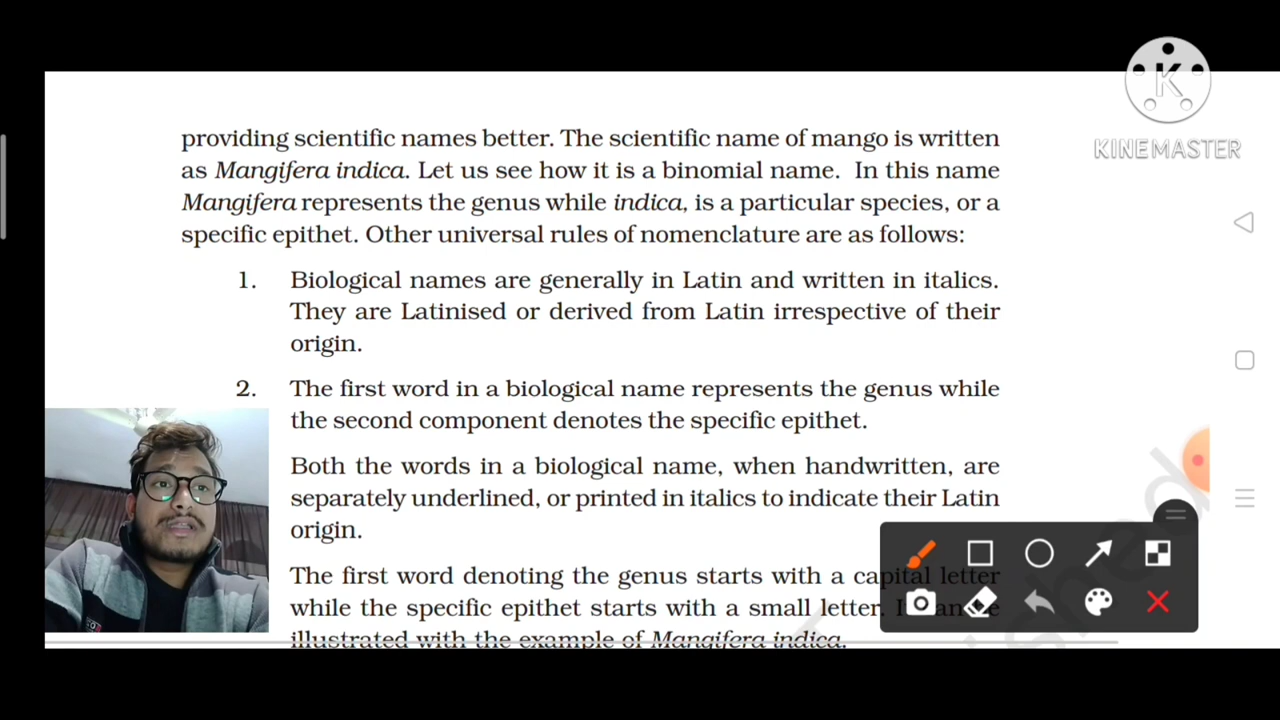 providing scientific names better. The scientific name of mango is written
as Mangifera indica. Let us see how it is a binomial name. In this name
Mangifera represents the genus while indica, is a particular species, or a
specific epithet. Other universal rules of nomenclature are as follows:
1. Biological names are generally in Latin and written in italics.
They are Latinised or derived from Latin irrespective of their
origin.
2. The first word in a biological name represents the genus while
the second component denotes the specific epithet.
Both the words in a biological name, when handwritten, are
separately underlined, or printed in italics to indicate their Latin
origin.
The first word denoting the genus starts with a capital letter
while the specific epithet starts with a small letter.
illustrated with the example of Mangifera indica.
K
KINEMASTER